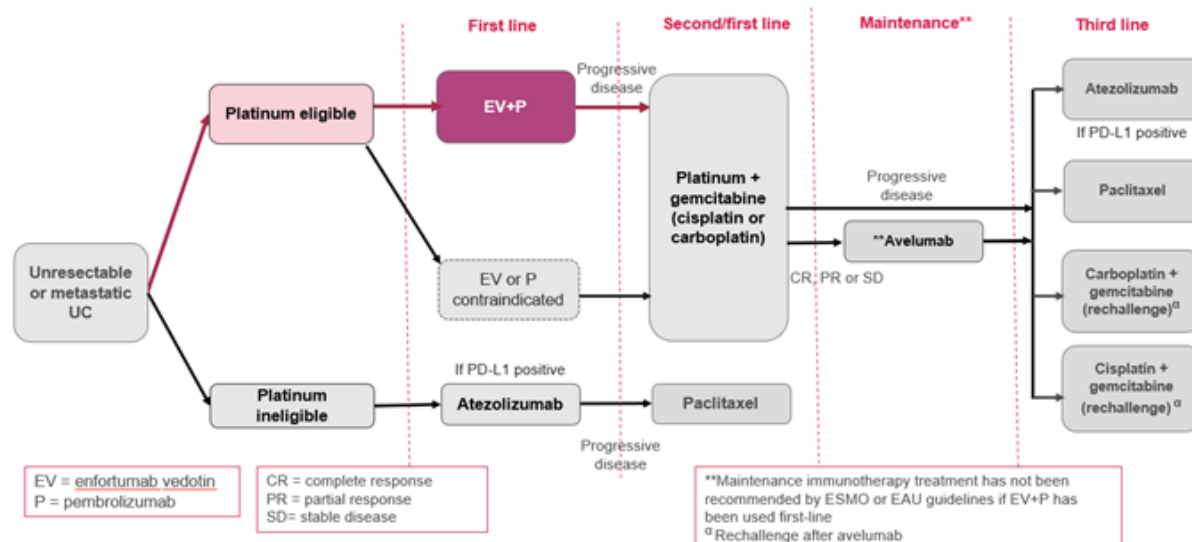 First line
Second/first line
Maintenance**
Third line
Unresectable
or metastatic
UC
Platinum eligible
EV+P
Progressive
disease
EV or P
contraindicated
Platinum
ineligible
If PD-L1 positive
Atezolizumab
Progressive
disease
Platinum +
gemcitabine
(cisplatin or
carboplatin)
Paclitaxel
Progressive
disease
**Avelumab
CR, PR or SD
Atezolizumab
If PD-L1 positive
Paclitaxel
Carboplatin +
gemcitabine
(rechallenge)α
Cisplatin +
gemcitabine
(rechallenge) α
EV = enfortumab vedotin
P = pembrolizumab
CR = complete response
PR = partial response
SD= stable disease
**Maintenance immunotherapy treatment has not been
recommended by ESMO or EAU guidelines if EV+P has
been used first-line
α Rechallenge after avelumab